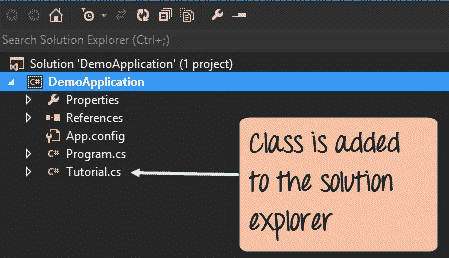 Search Solution Explorer (Ctrl+;)
Solution 'DemoApplication' (1 project)
C# DemoApplication
Properties
References
App.config
C# Program.cs
C# Tutorial.cs
Class is added
to the solution
explorer